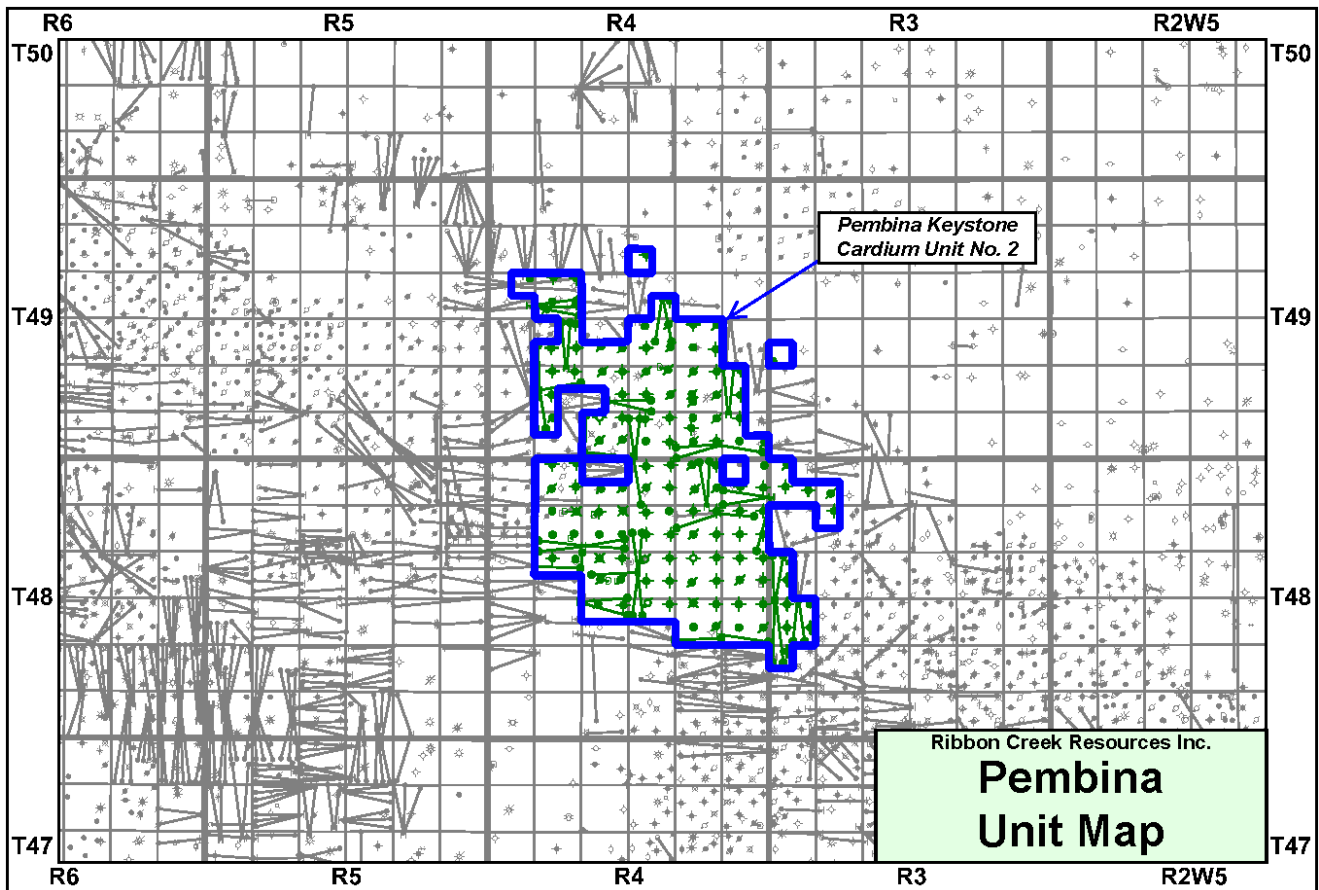 R6 R5 R4 R3 R2W5
T50 T50
Pembina Keystone
Cardium Unit No. 2
T49 T49
T48 T48
Ribbon Creek Resources Inc.
Pembina
Unit Map
T47 T47
R6 R5 R4 R3 R2W5